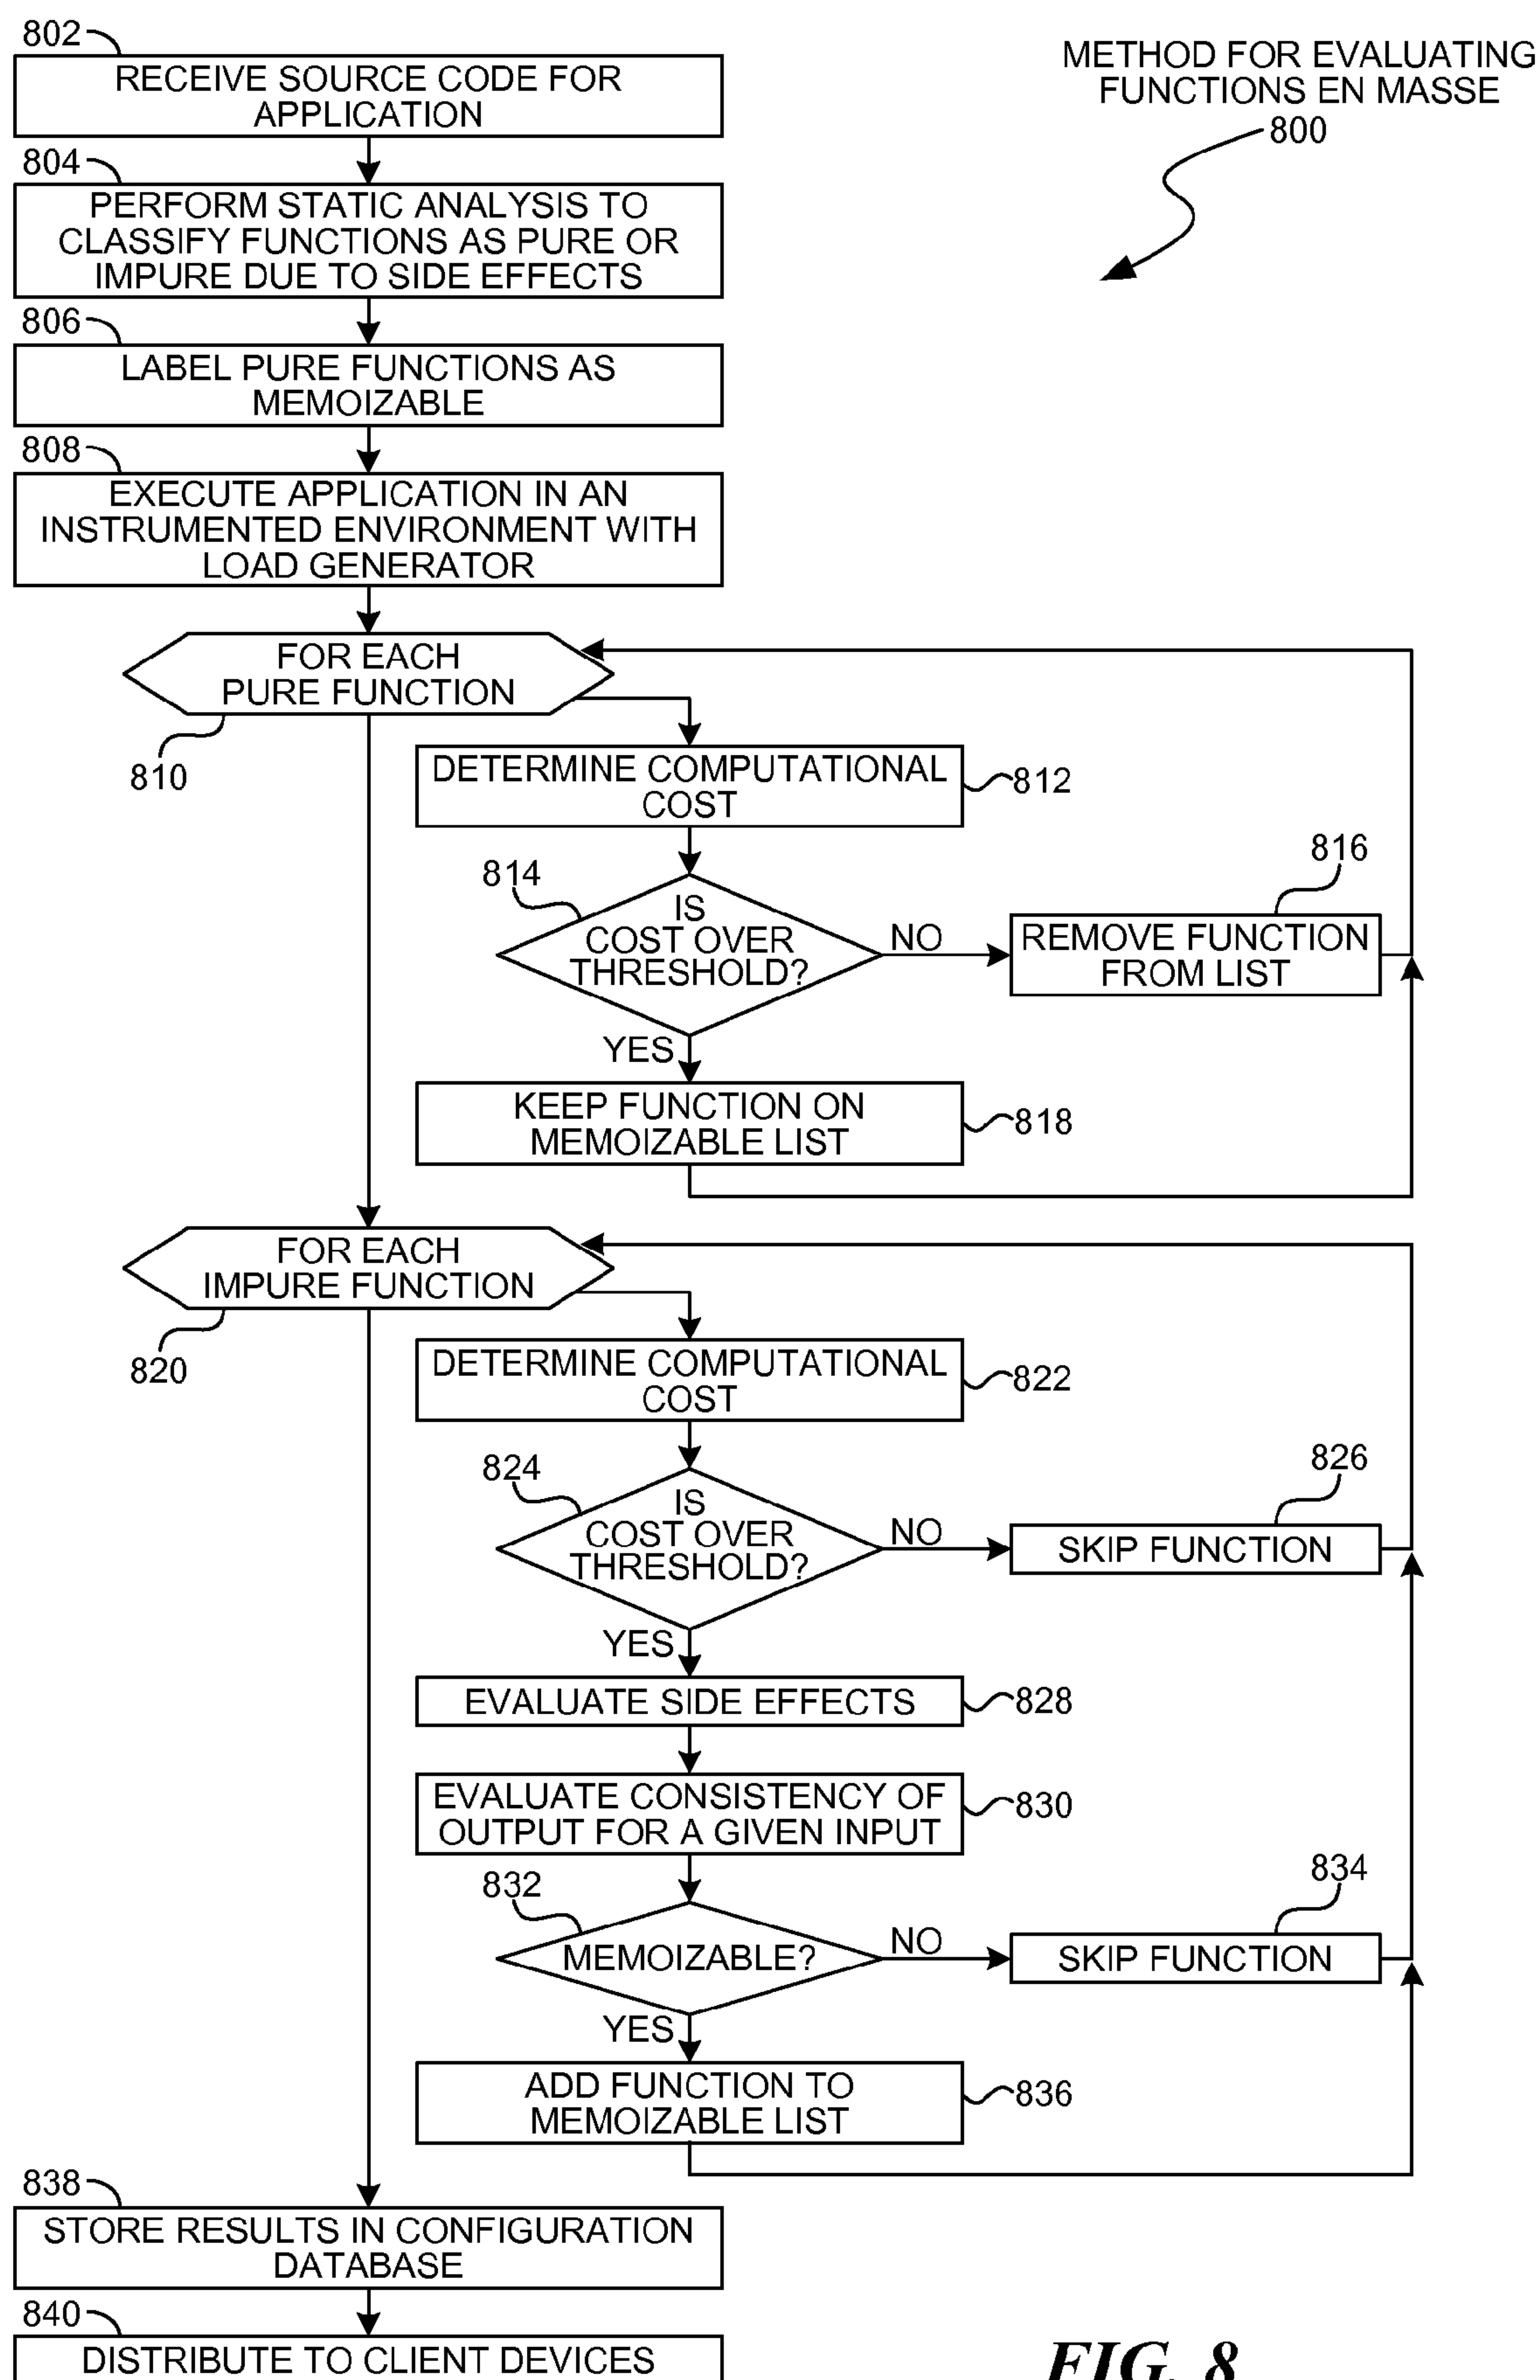 802
RECEIVE SOURCE CODE FOR
APPLICATION
METHOD FOR EVALUATING
FUNCTIONS EN MASSE
800
804
PERFORM STATIC ANALYSIS TO
CLASSIFY FUNCTIONS AS PURE OR
IMPURE DUE TO SIDE EFFECTS
806
LABEL PURE FUNCTIONS AS
MEMOIZABLE
808
EXECUTE APPLICATION IN AN
INSTRUMENTED ENVIRONMENT WITH
LOAD GENERATOR
FOR EACH
PURE FUNCTION
810
DETERMINE COMPUTATIONAL
COST
812
814
IS
COST OVER
THRESHOLD?
NO
816
REMOVE FUNCTION
FROM LIST
YES
KEEP FUNCTION ON
MEMOIZABLE LIST
818
FOR EACH
IMPURE FUNCTION
820
DETERMINE COMPUTATIONAL
COST
822
824
IS
COST OVER
THRESHOLD?
NO
826
SKIP FUNCTION
YES
EVALUATE SIDE EFFECTS
828
EVALUATE CONSISTENCY OF
OUTPUT FOR A GIVEN INPUT
830
832
MEMOIZABLE?
NO
834
SKIP FUNCTION
YES
ADD FUNCTION TO
MEMOIZABLE LIST
836
838
STORE RESULTS IN CONFIGURATION
DATABASE
840
DISTRIBUTE TO CLIENT DEVICES
FIG. 8